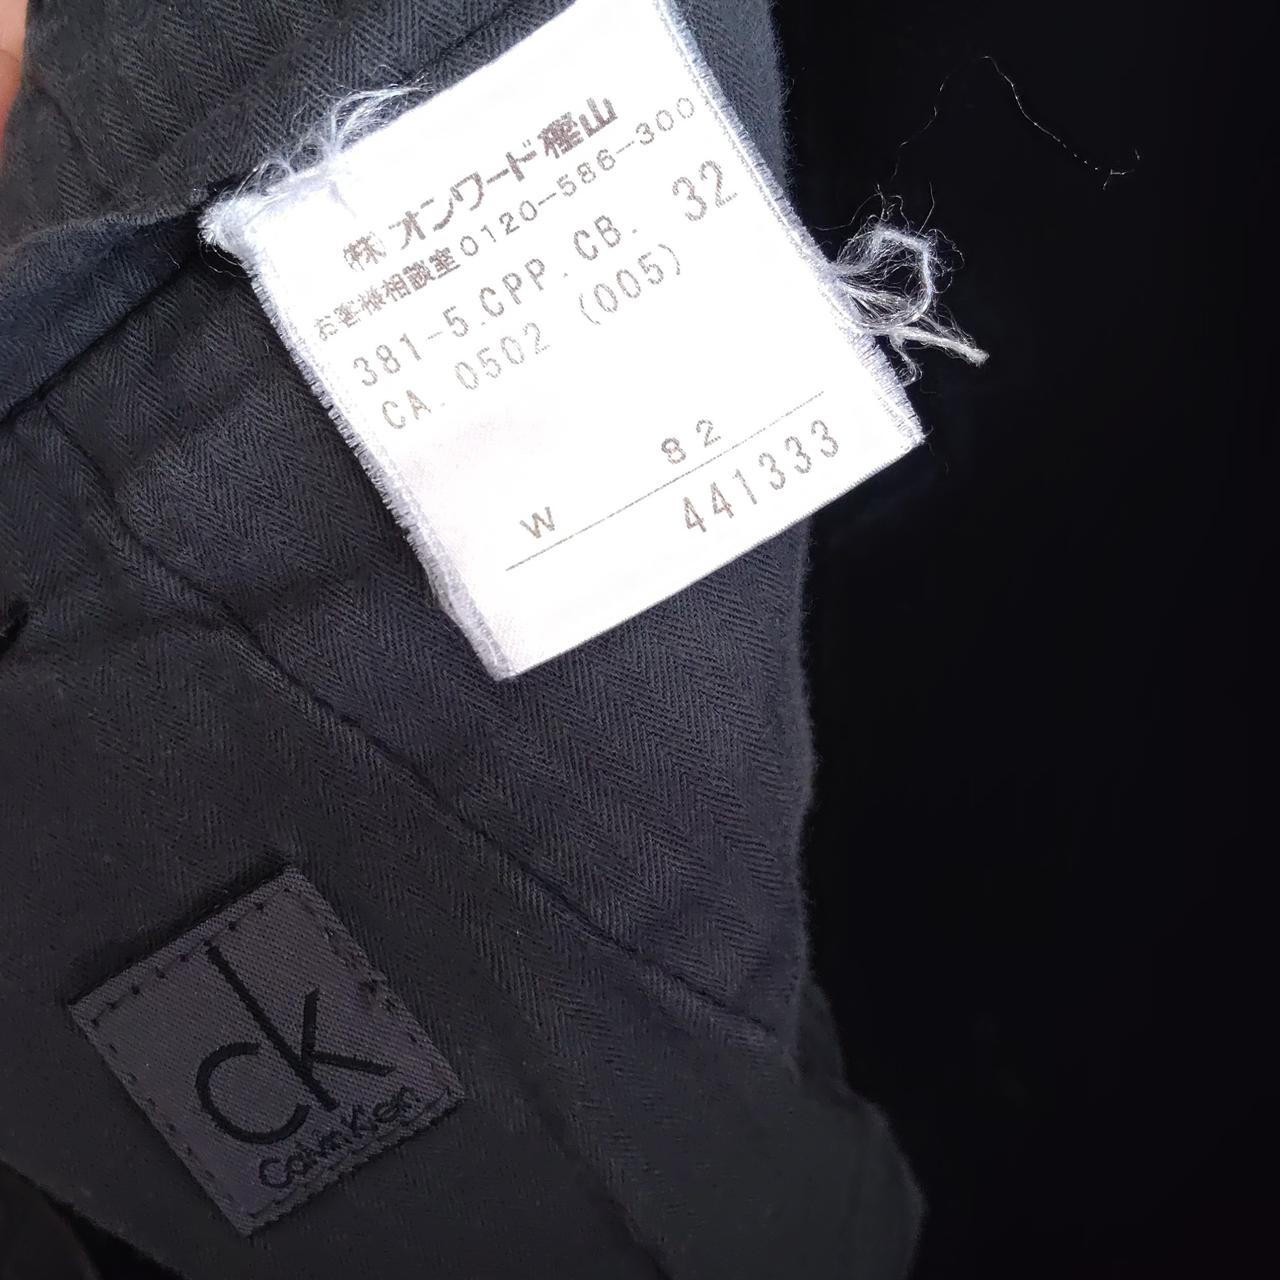 ㈱オンワード樫山
お客様相談室0120-586-300
381-5.CPP.CB. 32
CA. 0502 (005)
W 82
441333
ck
Calvin Klein